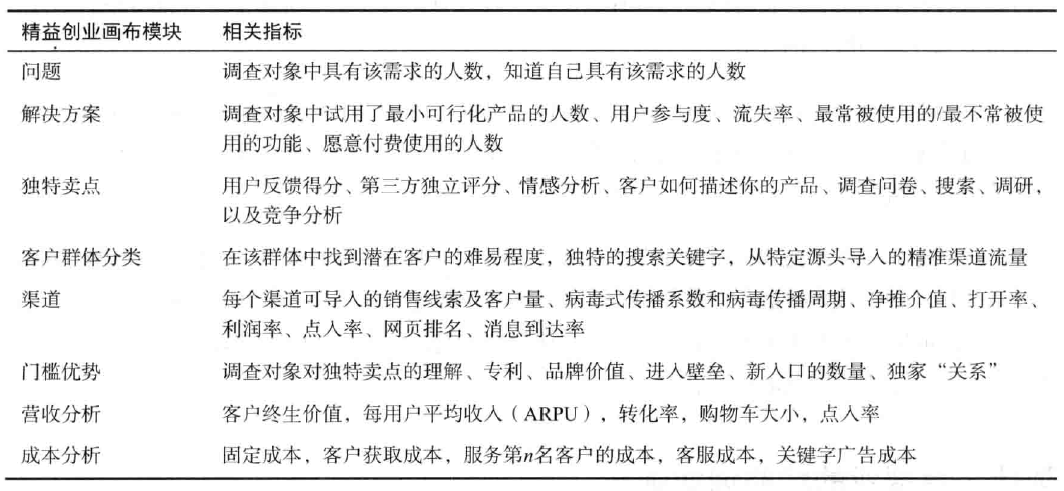 精益创业画布模块 相关指标
问题 调查对象中具有该需求的人数，知道自己具有该需求的人数
解决方案 调查对象中试用了最小可行化产品的人数、用户参与度、流失率、最常被使用的/最不常被使
用的功能、愿意付费使用的人数
独特卖点 用户反馈得分、第三方独立评分、情感分析、客户如何描述你的产品、调查问卷、搜索、调研，
以及竞争分析
客户群体分类 在该群体中找到潜在客户的难易程度，独特的搜索关键字，从特定源头导入的精准渠道流量
渠道 每个渠道可导入的销售线索及客户量、病毒式传播系数和病毒传播周期、净推介值、打开率、
利润率、点入率、网页排名、消息到达率
门槛优势 调查对象对独特卖点的理解、专利、品牌价值、进入壁垒、新入口的数量、独家“关系”
营收分析 客户终生价值，每用户平均收入（ARPU），转化率，购物车大小，点入率
成本分析 固定成本，客户获取成本，服务第n名客户的成本，客服成本，关键字广告成本